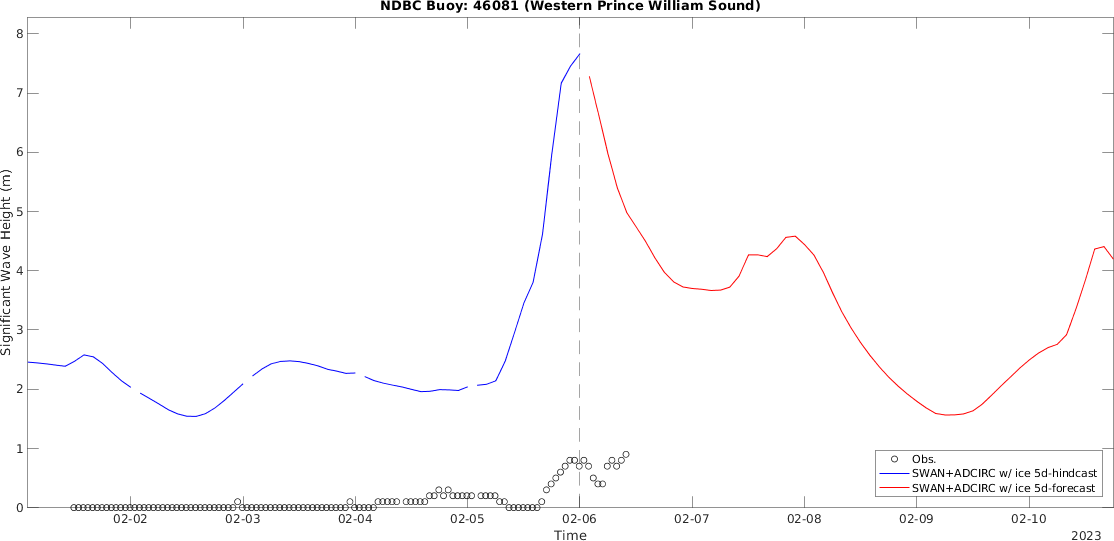 NDBC Buoy: 46081 (Western Prince William Sound)
Significant Wave Height (m)
8
7
6
5
4
3
2
1
0
Obs.
SWAN+ADCIRC w/ ice 5d-hindcast
SWAN+ADCIRC w/ ice 5d-forecast
02-02 02-03 02-04 02-05 02-06 02-07 02-08 02-09 02-10
Time
2023